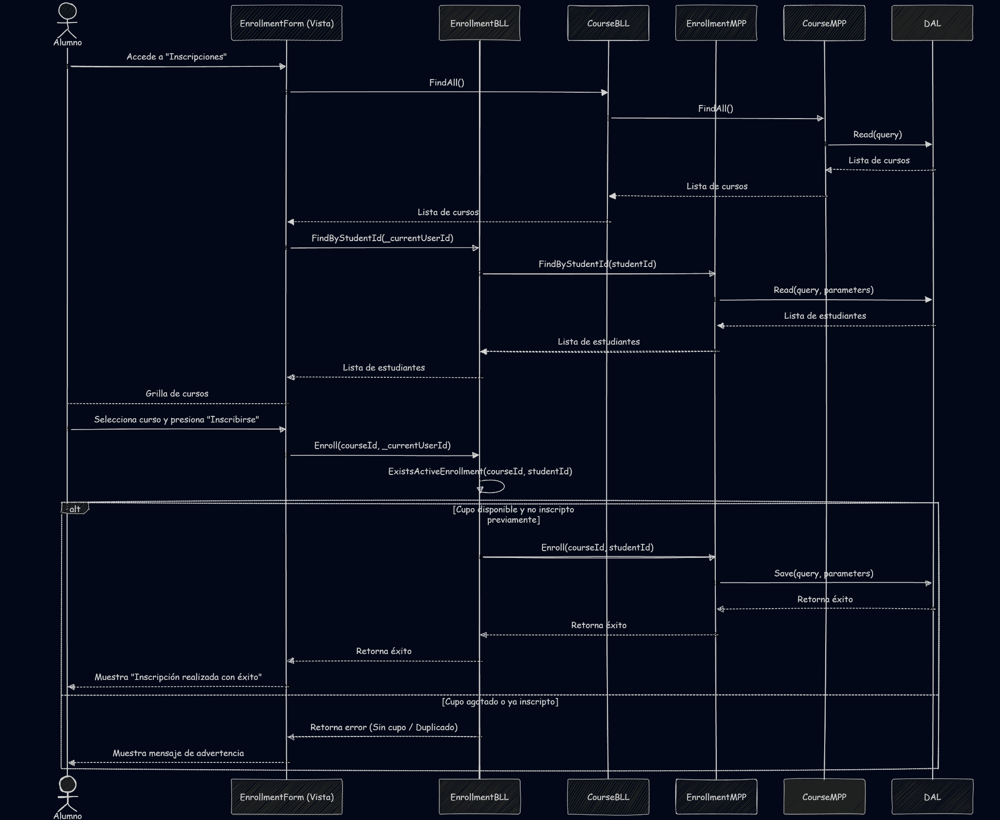 EnrollmentForm (Vista)
EnrollmentBLL
CourseBLL
EnrollmentMPP
CourseMPP
DAL
Alumno
Accede a "Inscripciones"
FindAll()
FindAll()
Read(query)
Lista de cursos
Lista de cursos
Lista de cursos
FindByStudentId(_currentUserId)
FindByStudentId(studentId)
Read(query, parameters)
Lista de estudiantes
Lista de estudiantes
Lista de estudiantes
Grilla de cursos
Selecciona curso y presiona "Inscribirse"
Enroll(courseId, _currentUserId)
ExistsActiveEnrollment(courseId, studentId)
alt
[Cupo disponible y no inscripto
previamente]
Enroll(courseId, studentId)
Save(query, parameters)
Retorna éxito
Retorna éxito
Retorna éxito
Muestra "Inscripción realizada con éxito"
[Cupo agotado o ya inscripto]
Retorna error (Sin cupo / Duplicado)
Muestra mensaje de advertencia
EnrollmentForm (Vista)
EnrollmentBLL
CourseBLL
EnrollmentMPP
CourseMPP
DAL
Alumno